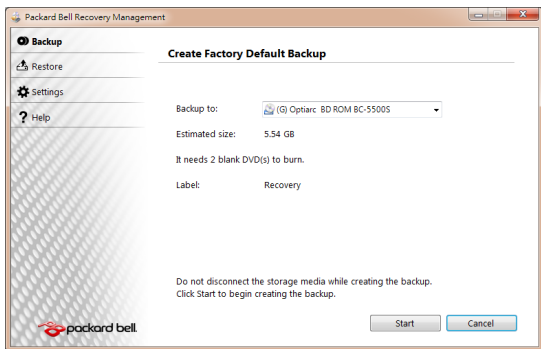 Packard Bell Recovery Management
Backup
Restore
Settings
Help
Create Factory Default Backup
Backup to: (G) Optiarc BD ROM BC-5500S
Estimated size: 5.54 GB
It needs 2 blank DVD(s) to burn.
Label: Recovery
Do not disconnect the storage media while creating the backup.
Click Start to begin creating the backup.
Start Cancel
packard bell.